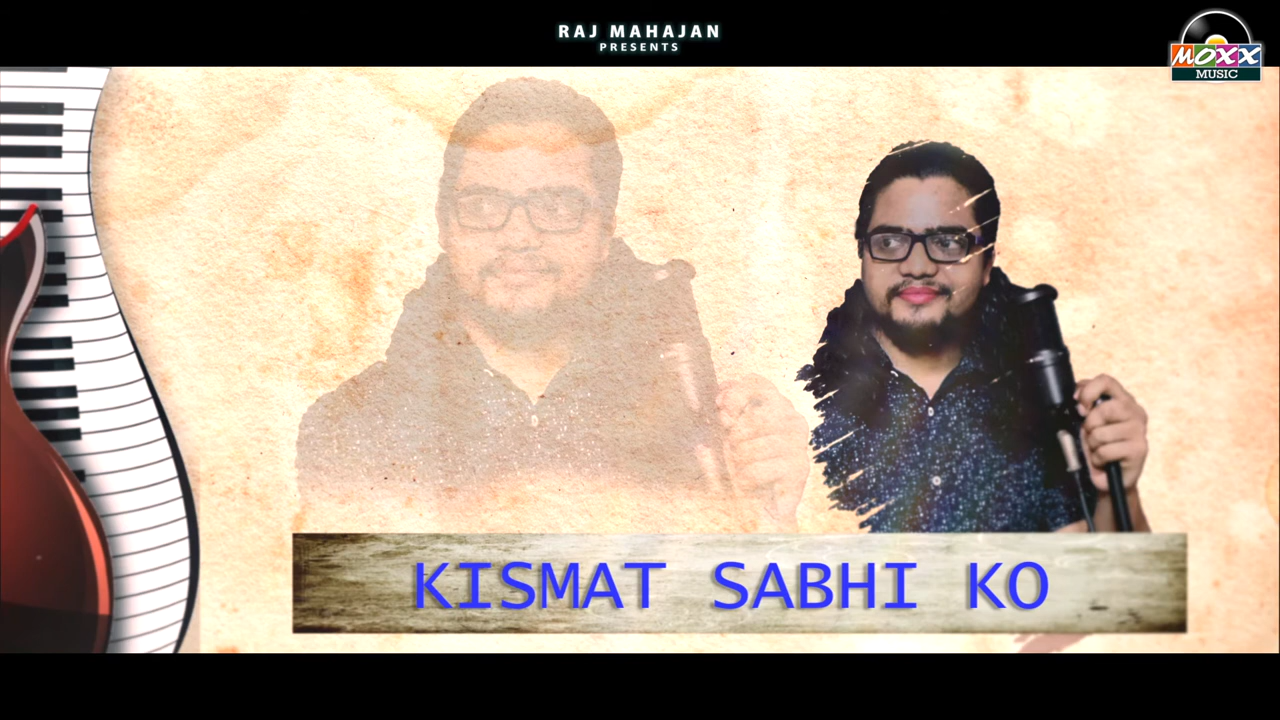 RAJ MAHAJAN
PRESENTS
MOXX
MUSIC
KISMAT SABHI KO